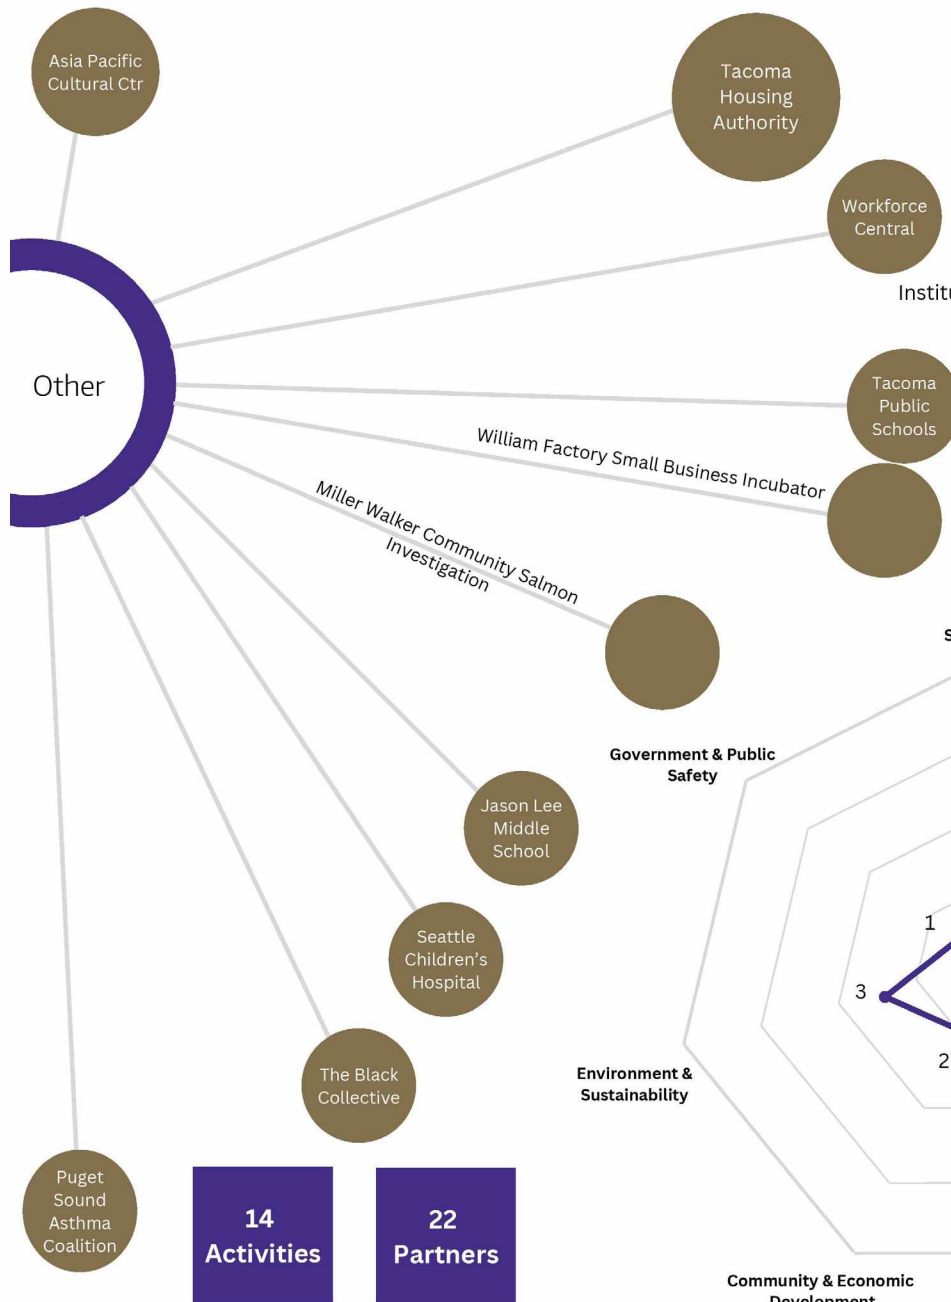 Asia Pacific
Cultural Ctr
Tacoma
Housing
Authority
Workforce
Central
Other
Tacoma
Public
Schools
William Factory Small Business Incubator
Miller Walker Community Salmon
Investigation
Government & Public
Safety
Jason Lee
Middle
School
1
Seattle
Children’s
Hospital
3
2
The Black
Collective
Environment &
Sustainability
Puget
Sound
Asthma
Coalition
14
Activities
22
Partners
Community & Economic
Development